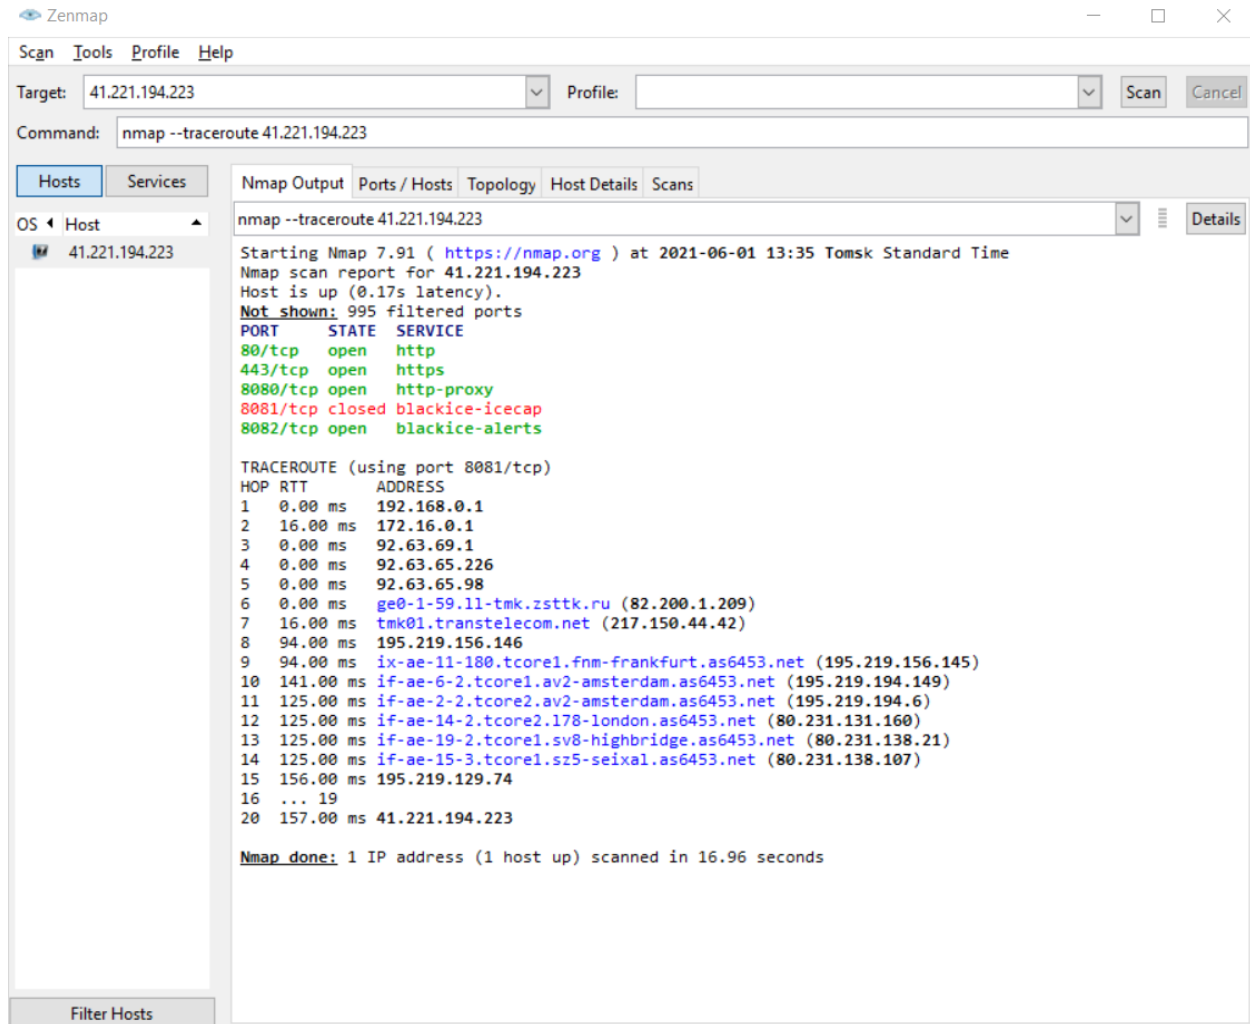 Zenmap
Scan Tools Profile Help
Target: 41.221.194.223 Profile: Scan Cancel
Command: nmap --traceroute 41.221.194.223
Hosts Services
Nmap Output Ports / Hosts Topology Host Details Scans
OS Host
41.221.194.223
nmap --traceroute 41.221.194.223 Details
Starting Nmap 7.91 ( https://nmap.org ) at 2021-06-01 13:35 Tomsk Standard Time
Nmap scan report for 41.221.194.223
Host is up (0.17s latency).
Not shown: 995 filtered ports
PORT STATE SERVICE
80/tcp open http
443/tcp open https
8080/tcp open http-proxy
8081/tcp closed blackice-icecap
8082/tcp open blackice-alerts
TRACEROUTE (using port 8081/tcp)
HOP RTT ADDRESS
1 0.00 ms 192.168.0.1
2 16.00 ms 172.16.0.1
3 0.00 ms 92.63.69.1
4 0.00 ms 92.63.65.226
5 0.00 ms 92.63.65.98
6 0.00 ms ge0-1-59.ll-tmk.zsttk.ru (82.200.1.209)
7 16.00 ms tmk01.transtelecom.net (217.150.44.42)
8 94.00 ms 195.219.156.146
9 94.00 ms ix-ae-11-180.tcore1.fnm-frankfurt.as6453.net (195.219.156.145)
10 141.00 ms if-ae-6-2.tcore1.av2-amsterdam.as6453.net (195.219.194.149)
11 125.00 ms if-ae-2-2.tcore2.av2-amsterdam.as6453.net (195.219.194.6)
12 125.00 ms if-ae-14-2.tcore2.l78-london.as6453.net (80.231.131.160)
13 125.00 ms if-ae-19-2.tcore1.sv8-highbridge.as6453.net (80.231.138.21)
14 125.00 ms if-ae-15-3.tcore1.sz5-seixal.as6453.net (80.231.138.107)
15 156.00 ms 195.219.129.74
16 ... 19
20 157.00 ms 41.221.194.223
Nmap done: 1 IP address (1 host up) scanned in 16.96 seconds
Filter Hosts